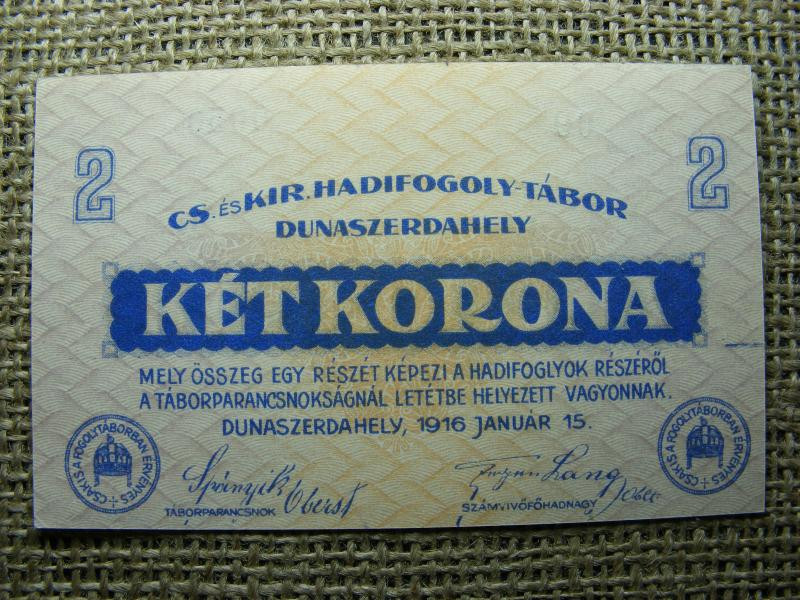 2 2
CS. ÉS KIR. HADIFOGOLY-TÁBOR
DUNASZERDAHELY
KÉT KORONA
MELY ÖSSZEG EGY RÉSZÉT KÉPEZI A HADIFOGLYOK RÉSZÉRŐL
A TÁBORPARANCSNOKSÁGNÁL LETÉTBE HELYEZETT VAGYONNAK.
DUNASZERDAHELY, 1916 JANUÁR 15.
CSAK IS A FOGOLYTÁBORBAN ÉRVÉNYES
Spányik Oberst
TÁBORPARANCSNOK
Lang
SZÁMVIVŐFŐHADNAGY
CSAK IS A FOGOLYTÁBORBAN ÉRVÉNYES